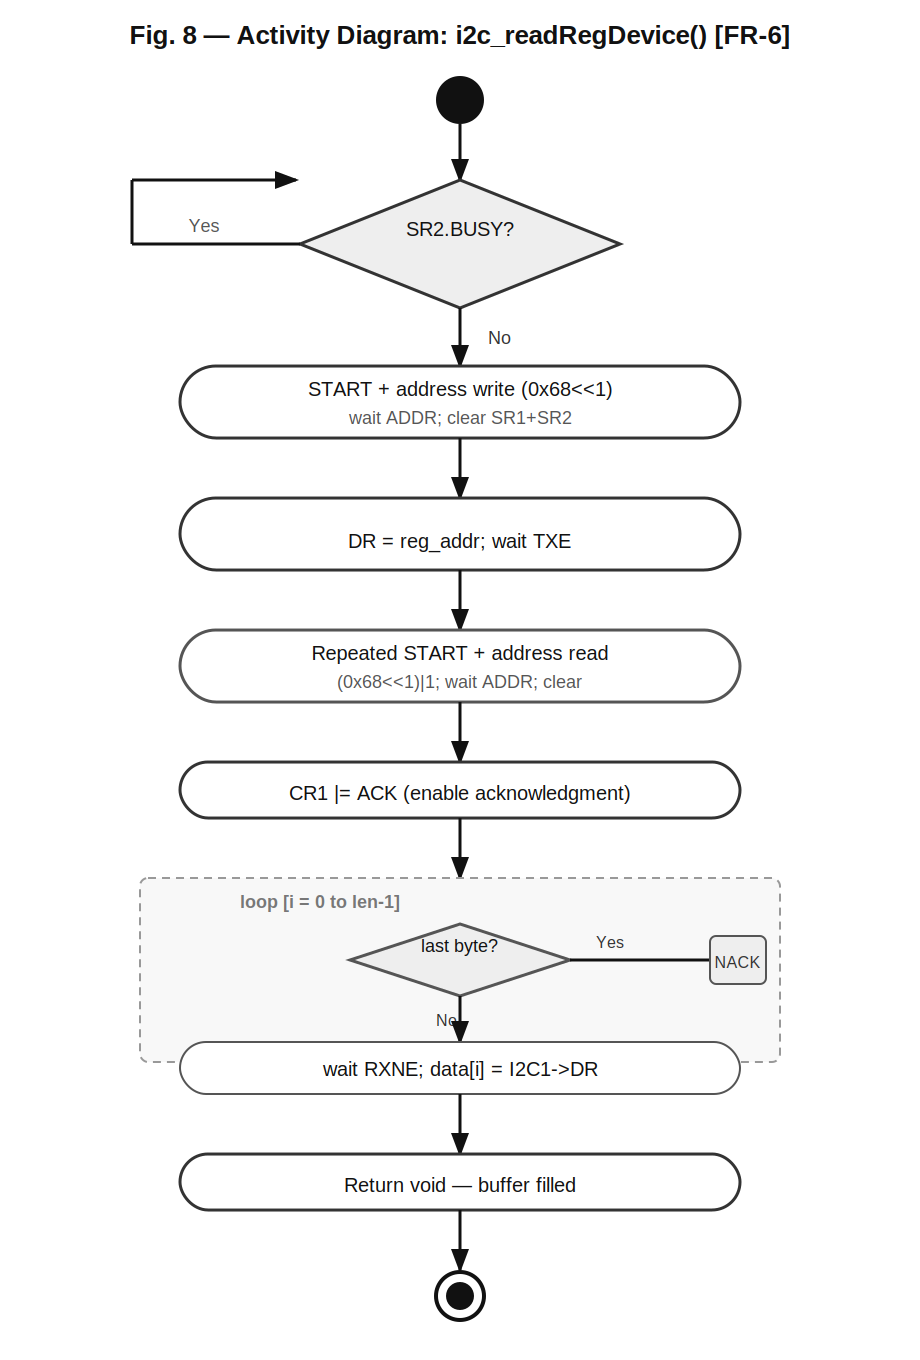 Fig. 8 — Activity Diagram: i2c_readRegDevice() [FR-6]
SR2.BUSY?
Yes
No
START + address write (0x68<<1)
wait ADDR; clear SR1+SR2
DR = reg_addr; wait TXE
Repeated START + address read
(0x68<<1)|1; wait ADDR; clear
CR1 |= ACK (enable acknowledgment)
loop [i = 0 to len-1]
last byte?
Yes
NACK
No
wait RXNE; data[i] = I2C1->DR
Return void — buffer filled